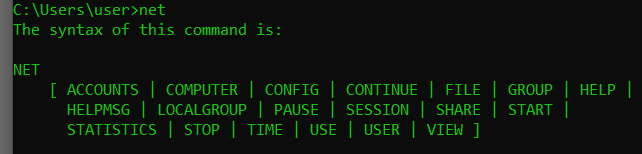 C:\Users\user>net
The syntax of this command is:
NET
[ ACCOUNTS | COMPUTER | CONFIG | CONTINUE | FILE | GROUP | HELP |
HELPMSG | LOCALGROUP | PAUSE | SESSION | SHARE | START |
STATISTICS | STOP | TIME | USE | USER | VIEW ]